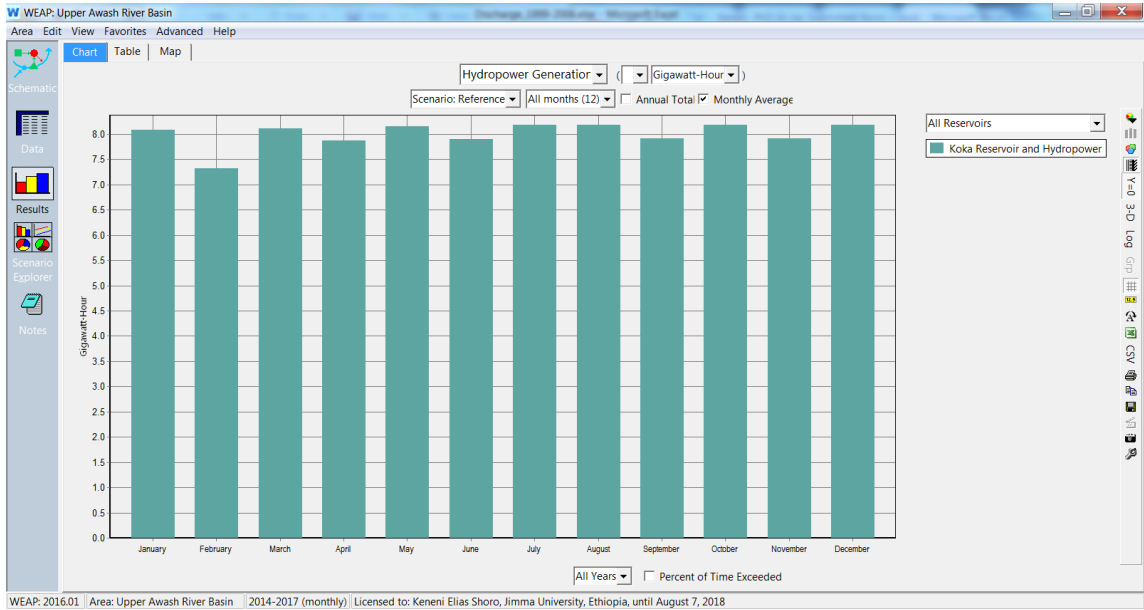 WEAP: Upper Awash River Basin
Discharge_1999-2008.xlsx - Microsoft Excel
Area Edit View Favorites Advanced Help
Chart Table Map
Schematic
Data
Results
Scenario
Explorer
Notes
Hydropower Generation ( Gigawatt-Hour )
Scenario: Reference All months (12) Annual Total Monthly Average
All Reservoirs
Koka Reservoir and Hydropower
Gigawatt-Hour
8.0
7.5
7.0
6.5
6.0
5.5
5.0
4.5
4.0
3.5
3.0
2.5
2.0
1.5
1.0
0.5
0.0
January February March April May June July August September October November December
All Years Percent of Time Exceeded
Y=0
3-D
Log
Grp
12.5
CSV
WEAP: 2016.01 Area: Upper Awash River Basin 2014-2017 (monthly) Licensed to: Keneni Elias Shoro, Jimma University, Ethiopia, until August 7, 2018